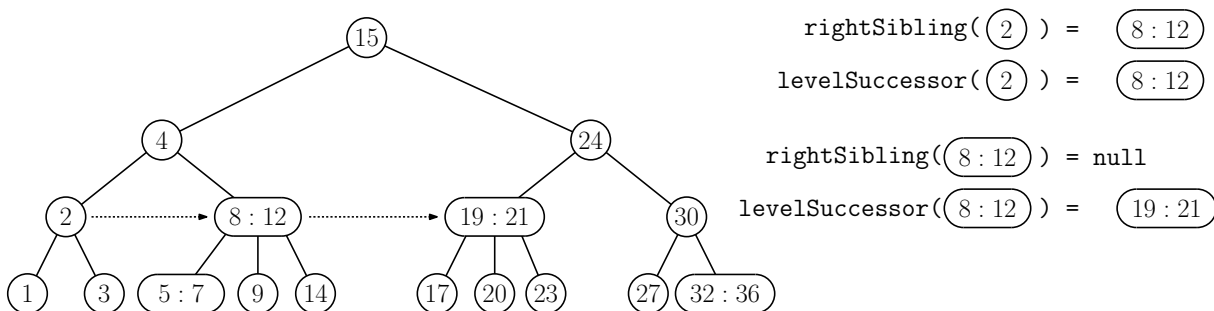 15
4 24
2 8 : 12 19 : 21 30
1 3 5 : 7 9 14 17 20 23 27 32 : 36
rightSibling( 2 ) = 8 : 12
levelSuccessor( 2 ) = 8 : 12
rightSibling( 8 : 12 ) = null
levelSuccessor( 8 : 12 ) = 19 : 21